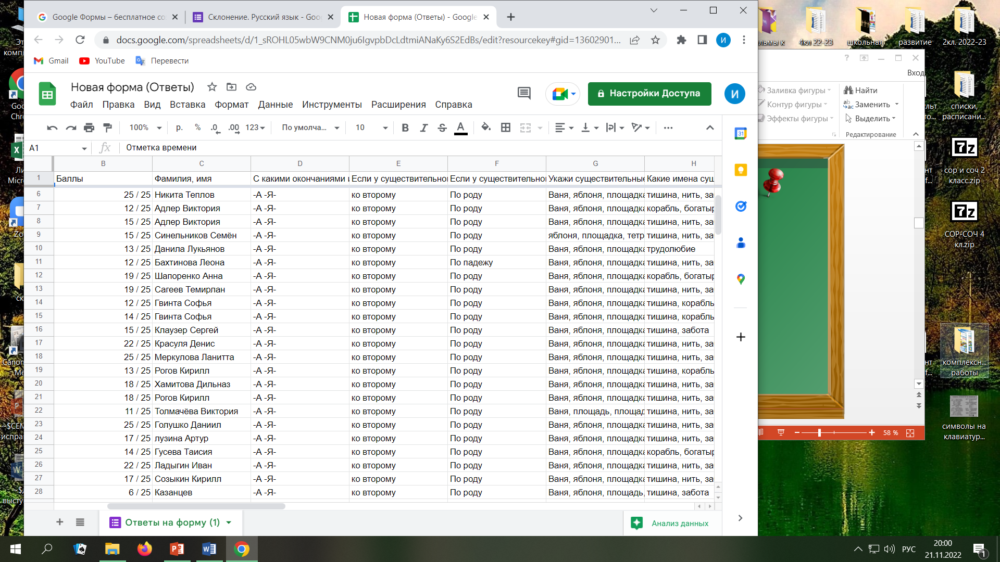 Google Формы – бесплатное со
Склонение. Русский язык - Goo
Новая форма (Ответы) - Google
docs.google.com/spreadsheets/d/1_sROHL05wbW9CNM0ju6IgvpbDcLdtmiANaKy6S2EdBs/edit?resourcekey#gid=13602901...
И
Gmail
YouTube
Перевести
Новая форма (Ответы)
Настройки Доступа
И
Файл Правка Вид Вставка Формат Данные Инструменты Расширения Справка
100% р. % .0 .00 123 По умолча... 10 B I S A
A1 fx Отметка времени
B C D E F G H
1 Баллы Фамилия, имя С какими окончаниями Если у существительно Если у существительно Укажи существительные Какие имена сущ
6 25 / 25 Никита Теплов -А -Я- ко второму По роду Ваня, яблоня, площадка тишина, нить, за
7 12 / 25 Адлер Виктория -А -Я- ко второму По роду Ваня, яблоня, площадка корабль, богатыр
8 15 / 25 Адлер Виктория -А -Я- ко второму По роду Ваня, яблоня, площадка тишина, нить, за
9 15 / 25 Синельников Семён -А -Я- ко второму По роду яблоня, площадка, тетр тишина, нить, за
10 13 / 25 Данила Лукьянов -А -Я- ко второму По роду Ваня, яблоня, площадка трудолюбие
11 12 / 25 Бахтинова Леона -А -Я- ко второму По падежу Ваня, яблоня, площадка тишина, нить, за
12 19 / 25 Шапоренко Анна -А -Я- ко второму По роду Ваня, яблоня, площадка корабль, богатыр
13 19 / 25 Сагеев Темирлан -А -Я- ко второму По роду Ваня, яблоня, площадка тишина, нить, за
14 12 / 25 Гвинта Софья -А -Я- ко второму По роду Ваня, яблоня, площадка тишина, корабль
15 14 / 25 Гвинта Софья -А -Я- ко второму По роду Ваня, яблоня, площадка тишина, корабль
16 15 / 25 Клаузер Сергей -А -Я- ко второму По роду Ваня, яблоня, площадка тишина, забота
17 22 / 25 Красуля Денис -А -Я- ко второму По роду Ваня, яблоня, площадка тишина, нить, за
18 25 / 25 Меркулова Ланитта -А -Я- ко второму По роду Ваня, яблоня, площадка тишина, нить, за
19 13 / 25 Рогов Кирилл -А -Я- ко второму По роду Ваня, яблоня, площадка тишина, корабль
20 18 / 25 Хамитова Дильназ -А -Я- ко второму По роду Ваня, яблоня, площадка тишина, нить, за
21 18 / 25 Рогов Кирилл -А -Я- ко второму По роду Ваня, яблоня, площадка тишина, нить, за
22 11 / 25 Толмачёва Виктория -А -Я- ко второму По роду Ваня, площадь, площад тишина, нить, за
23 25 / 25 Голушко Даниил -А -Я- ко второму По роду Ваня, яблоня, площадка тишина, нить, за
24 17 / 25 лузина Артур -А -Я- ко второму По роду Ваня, яблоня, площадка тишина, нить, за
25 14 / 25 Гусева Таисия -А -Я- ко второму По роду Ваня, яблоня, площадка корабль, богатыр
26 22 / 25 Ладыгин Иван -А -Я- ко второму По роду Ваня, яблоня, площадка тишина, нить, за
27 17 / 25 Созыкин Кирилл -А -Я- ко второму По роду Ваня, яблоня, площадка тишина, нить, за
28 6 / 25 Казанцев -А -Я- ко второму По роду Ваня, яблоня, площадь, тишина, забота
Ответы на форму (1)
Анализ данных
31
Вход
Заливка фигуры
Контур фигуры
Эффекты фигуры
Найти
Заменить
Выделить
Редактирование
58 %
4кл 22-23
школьная
развитие
2кл. 2022-23
списки,
расписани...
сор и соч 2
класс.zip
СОР-СОЧ 4
кл.zip
комплексн...
работы
символы на
клавиатур...
РУС
20:00
21.11.2022
1